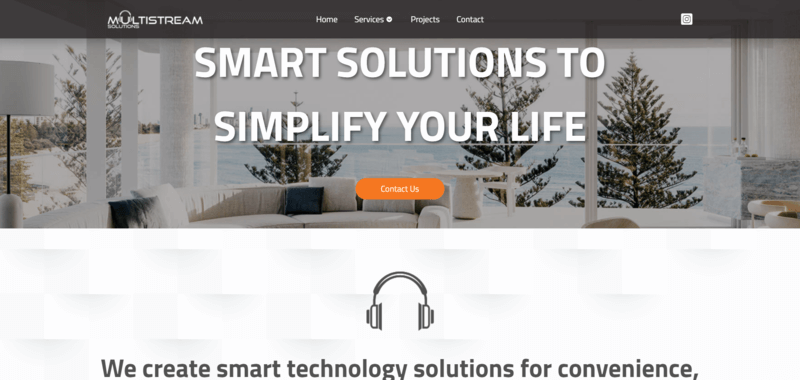 MULTISTREAM
SOLUTIONS
Home Services Projects Contact
SMART SOLUTIONS TO
SIMPLIFY YOUR LIFE
Contact Us
We create smart technology solutions for convenience,